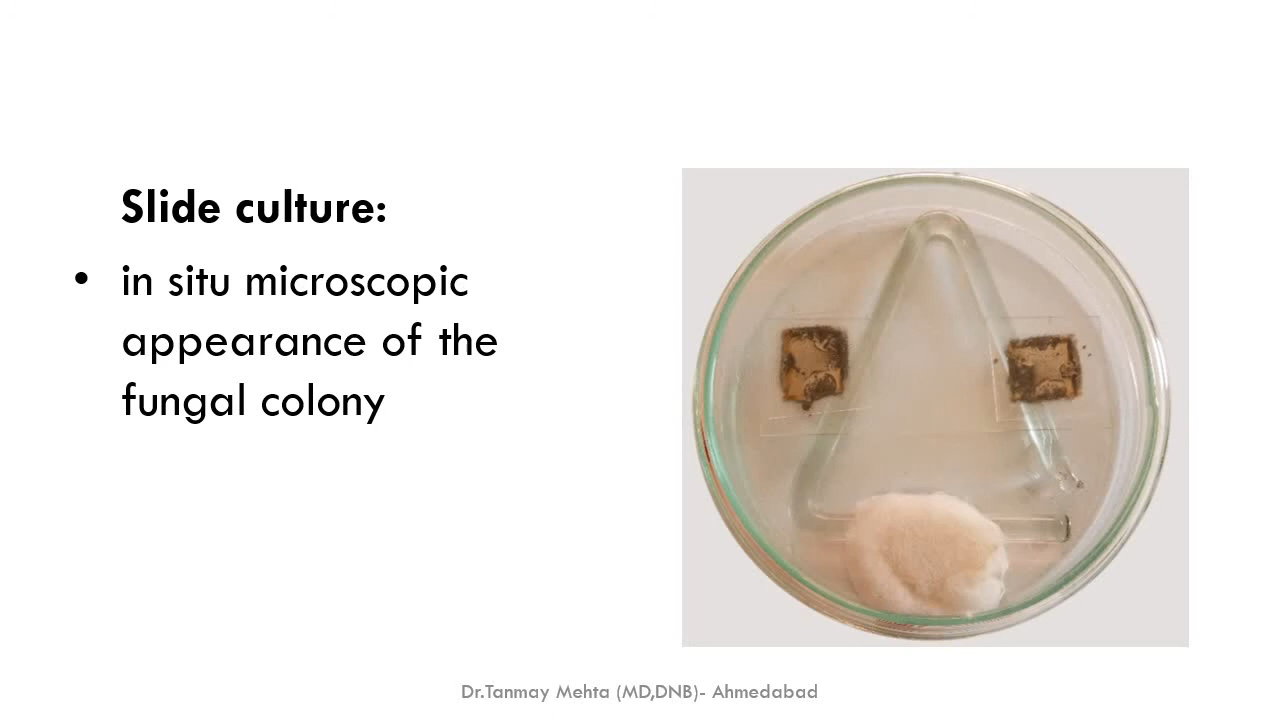 Slide culture:
• in situ microscopic
appearance of the
fungal colony
Dr.Tanmay Mehta (MD,DNB)- Ahmedabad